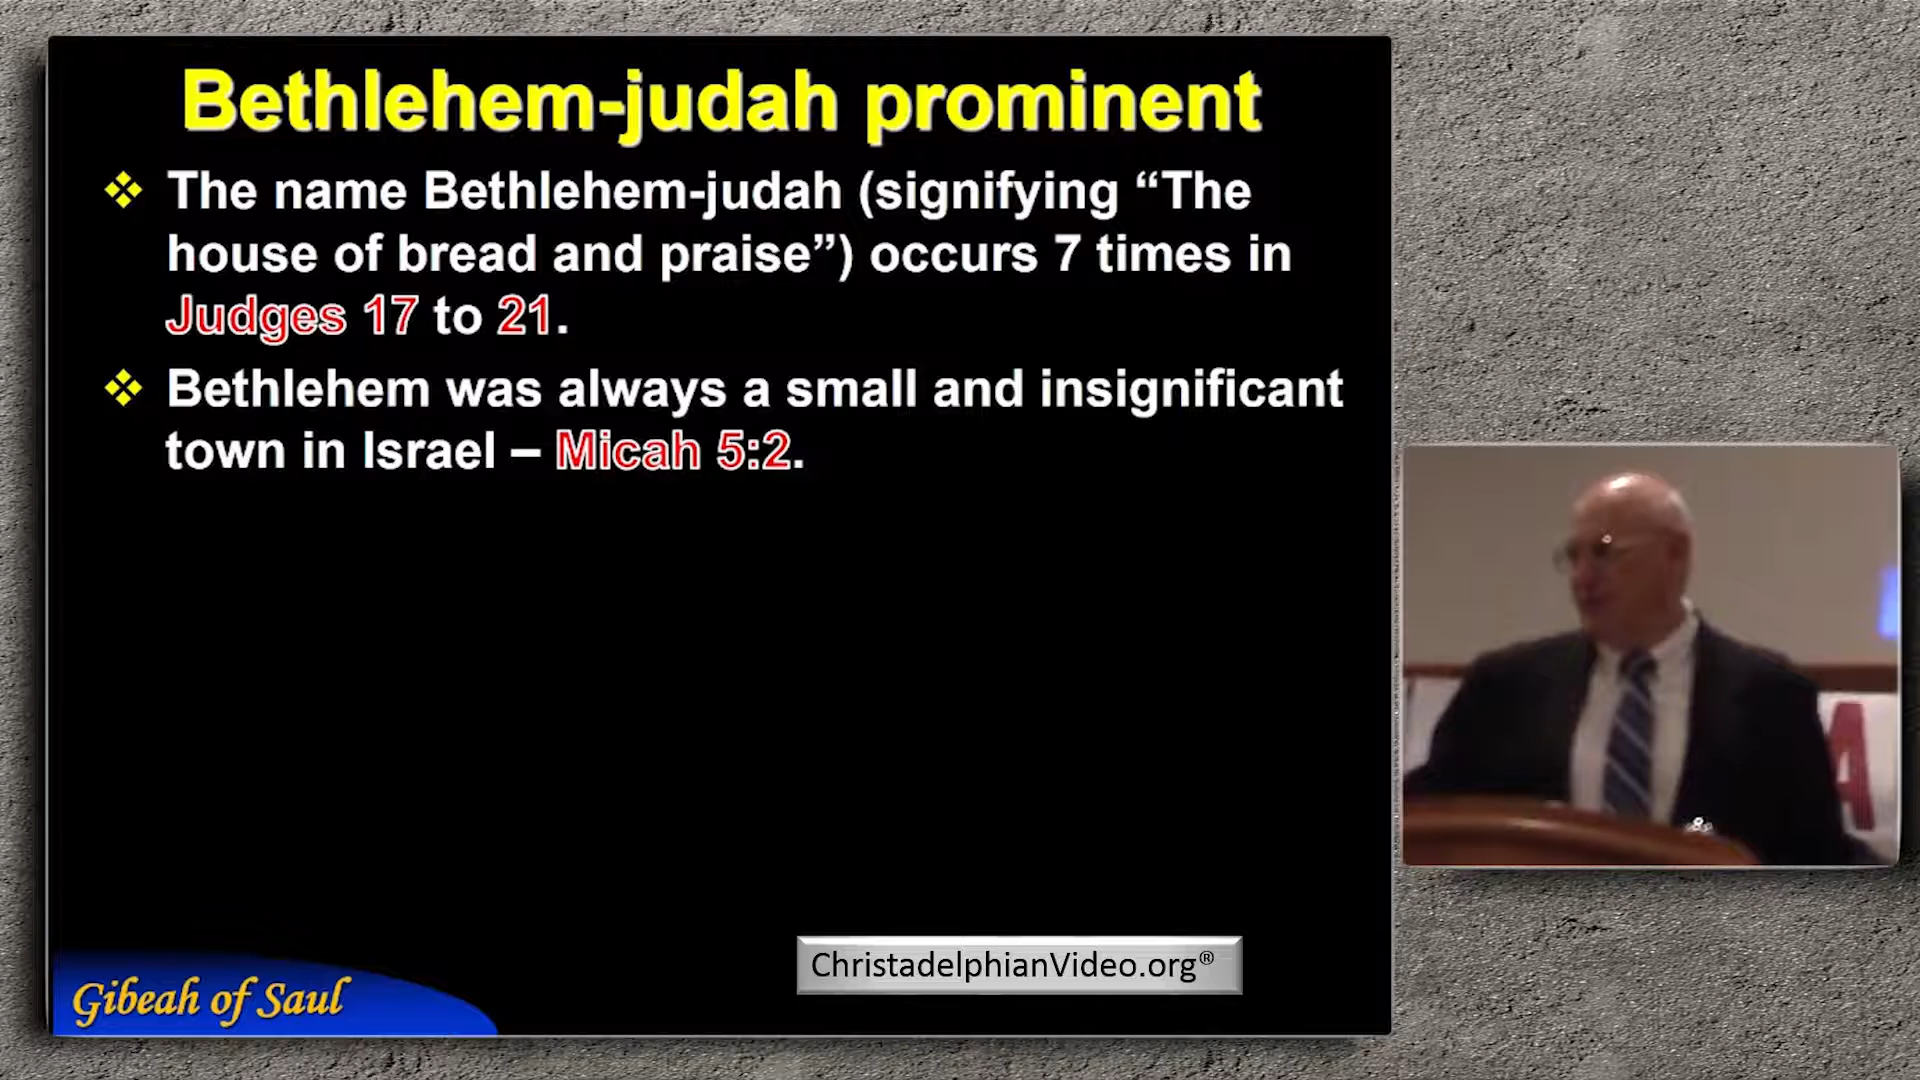 Bethlehem-judah prominent
❖ The name Bethlehem-judah (signifying “The
house of bread and praise”) occurs 7 times in
Judges 17 to 21.
❖ Bethlehem was always a small and insignificant
town in Israel – Micah 5:2.
ChristadelphianVideo.org®
Gibeah of Saul
A